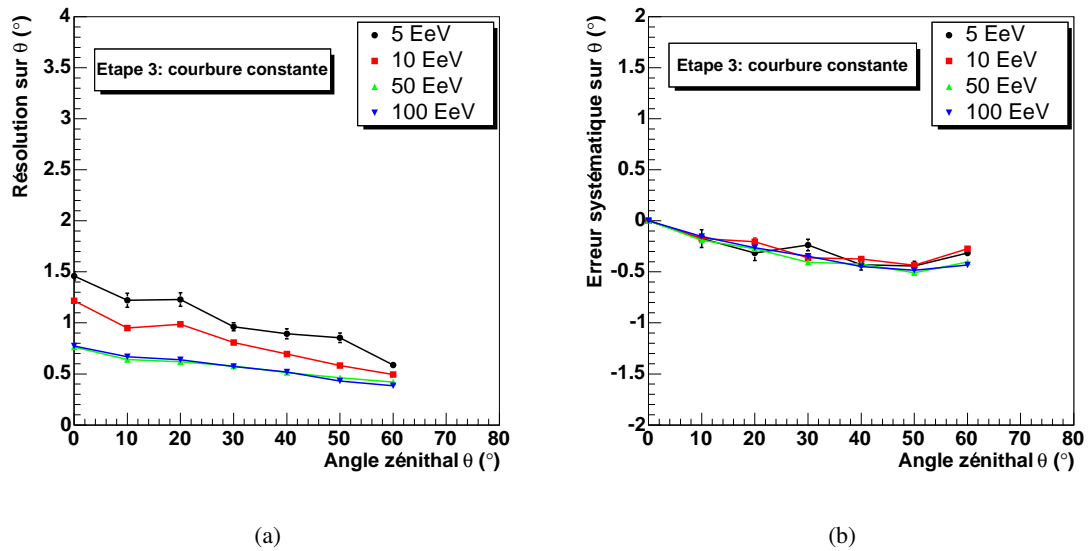 Résolution sur θ (°)
4
3.5
3
2.5
2
1.5
1
0.5
0
0 10 20 30 40 50 60 70 80
Angle zénithal θ (°)
Etape 3: courbure constante
5 EeV
10 EeV
50 EeV
100 EeV
(a)
Erreur systématique sur θ (°)
2
1.5
1
0.5
0
-0.5
-1
-1.5
-2
0 10 20 30 40 50 60 70 80
Angle zénithal θ (°)
Etape 3: courbure constante
5 EeV
10 EeV
50 EeV
100 EeV
(b)